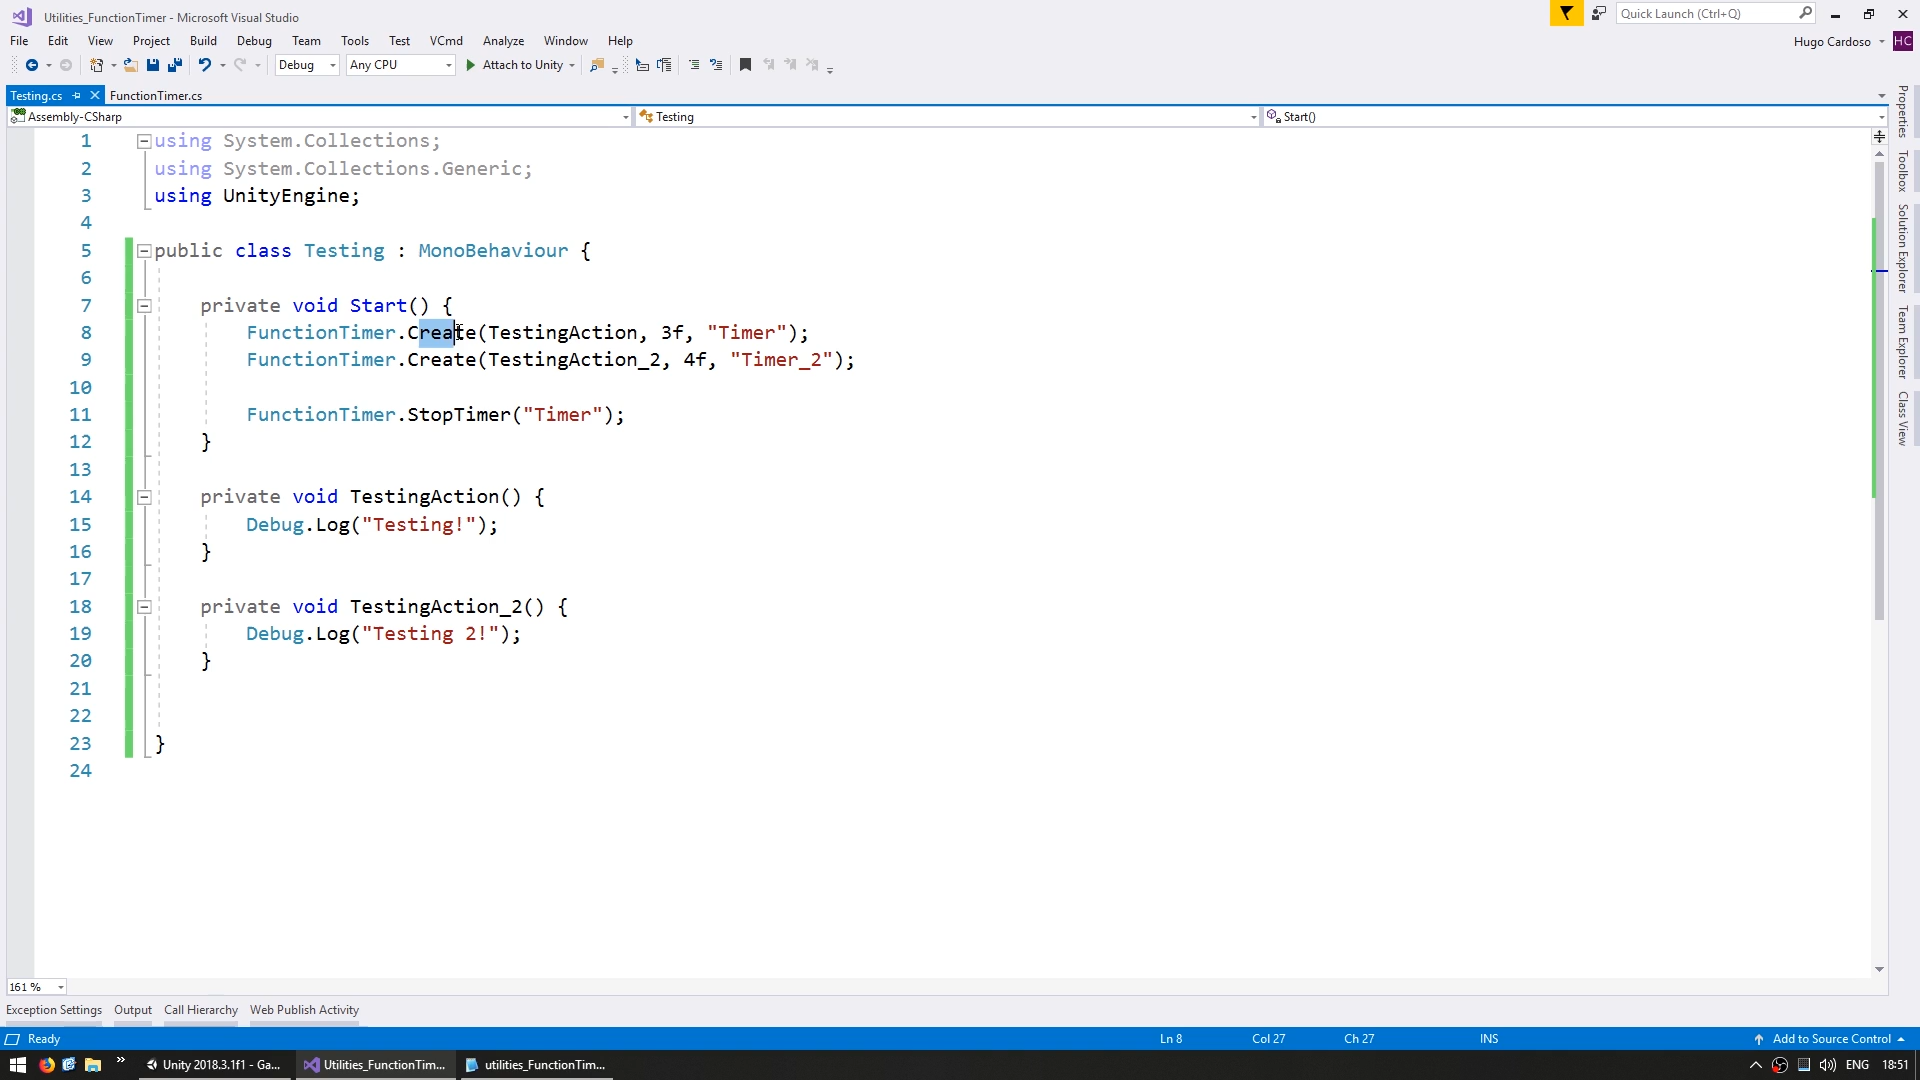 Utilities_FunctionTimer - Microsoft Visual Studio
Quick Launch (Ctrl+Q)
File Edit View Project Build Debug Team Tools Test VCmd Analyze Window Help
Hugo Cardoso HC
Debug Any CPU Attach to Unity
Testing.cs FunctionTimer.cs
Assembly-CSharp Testing Start()
1 using System.Collections;
2 using System.Collections.Generic;
3 using UnityEngine;
4
5 public class Testing : MonoBehaviour {
6
7 private void Start() {
8 FunctionTimer.Create(TestingAction, 3f, "Timer");
9 FunctionTimer.Create(TestingAction_2, 4f, "Timer_2");
10
11 FunctionTimer.StopTimer("Timer");
12 }
13
14 private void TestingAction() {
15 Debug.Log("Testing!");
16 }
17
18 private void TestingAction_2() {
19 Debug.Log("Testing 2!");
20 }
21
22
23 }
24
Properties
Toolbox
Solution Explorer
Team Explorer
Class View
161 %
Exception Settings Output Call Hierarchy Web Publish Activity
Ready Ln 8 Col 27 Ch 27 INS Add to Source Control
Unity 2018.3.1f1 - Ga... Utilities_FunctionTim... utilities_FunctionTim... ENG 18:51